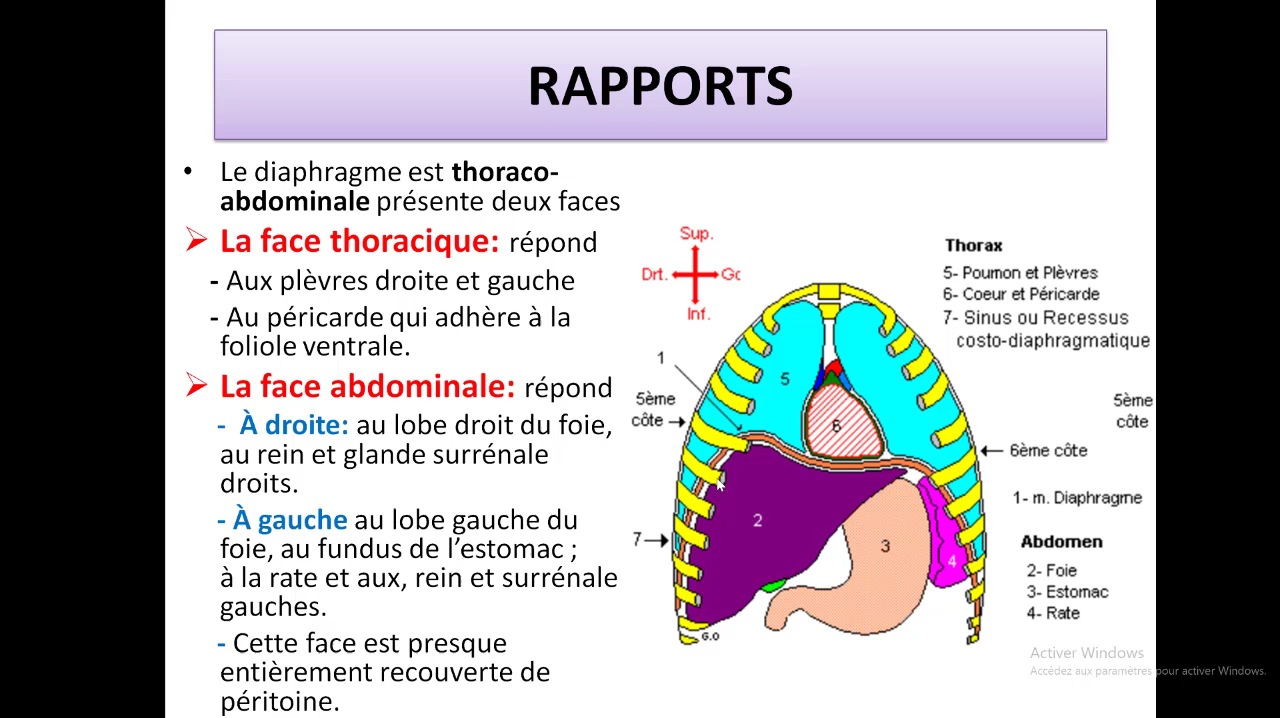 RAPPORTS
• Le diaphragme est thoraco-
abdominale présente deux faces
➢ La face thoracique: répond
- Aux plèvres droite et gauche
- Au péricarde qui adhère à la
foliole ventrale.
➢ La face abdominale: répond
- À droite: au lobe droit du foie,
au rein et glande surrénale
droits.
- À gauche au lobe gauche du
foie, au fundus de l’estomac ;
à la rate et aux, rein et surrénale
gauches.
- Cette face est presque
entièrement recouverte de
péritoine.
Sup.
Drt.
Gc
Inf.
Thorax
5- Poumon et Plèvres
6- Coeur et Péricarde
7- Sinus ou Recessus
costo-diaphragmatique
1
5
5ème
côte
5ème
côte
6
6ème côte
1- m. Diaphragme
2
7
3
4
Abdomen
2- Foie
3- Estomac
4- Rate
G.O
Activer Windows
Accédez aux paramètres pour activer Windows.